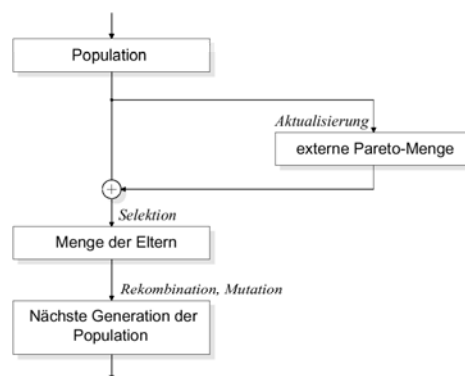 Population
Aktualisierung
externe Pareto-Menge
+
Selektion
Menge der Eltern
Rekombination, Mutation
Nächste Generation der
Population